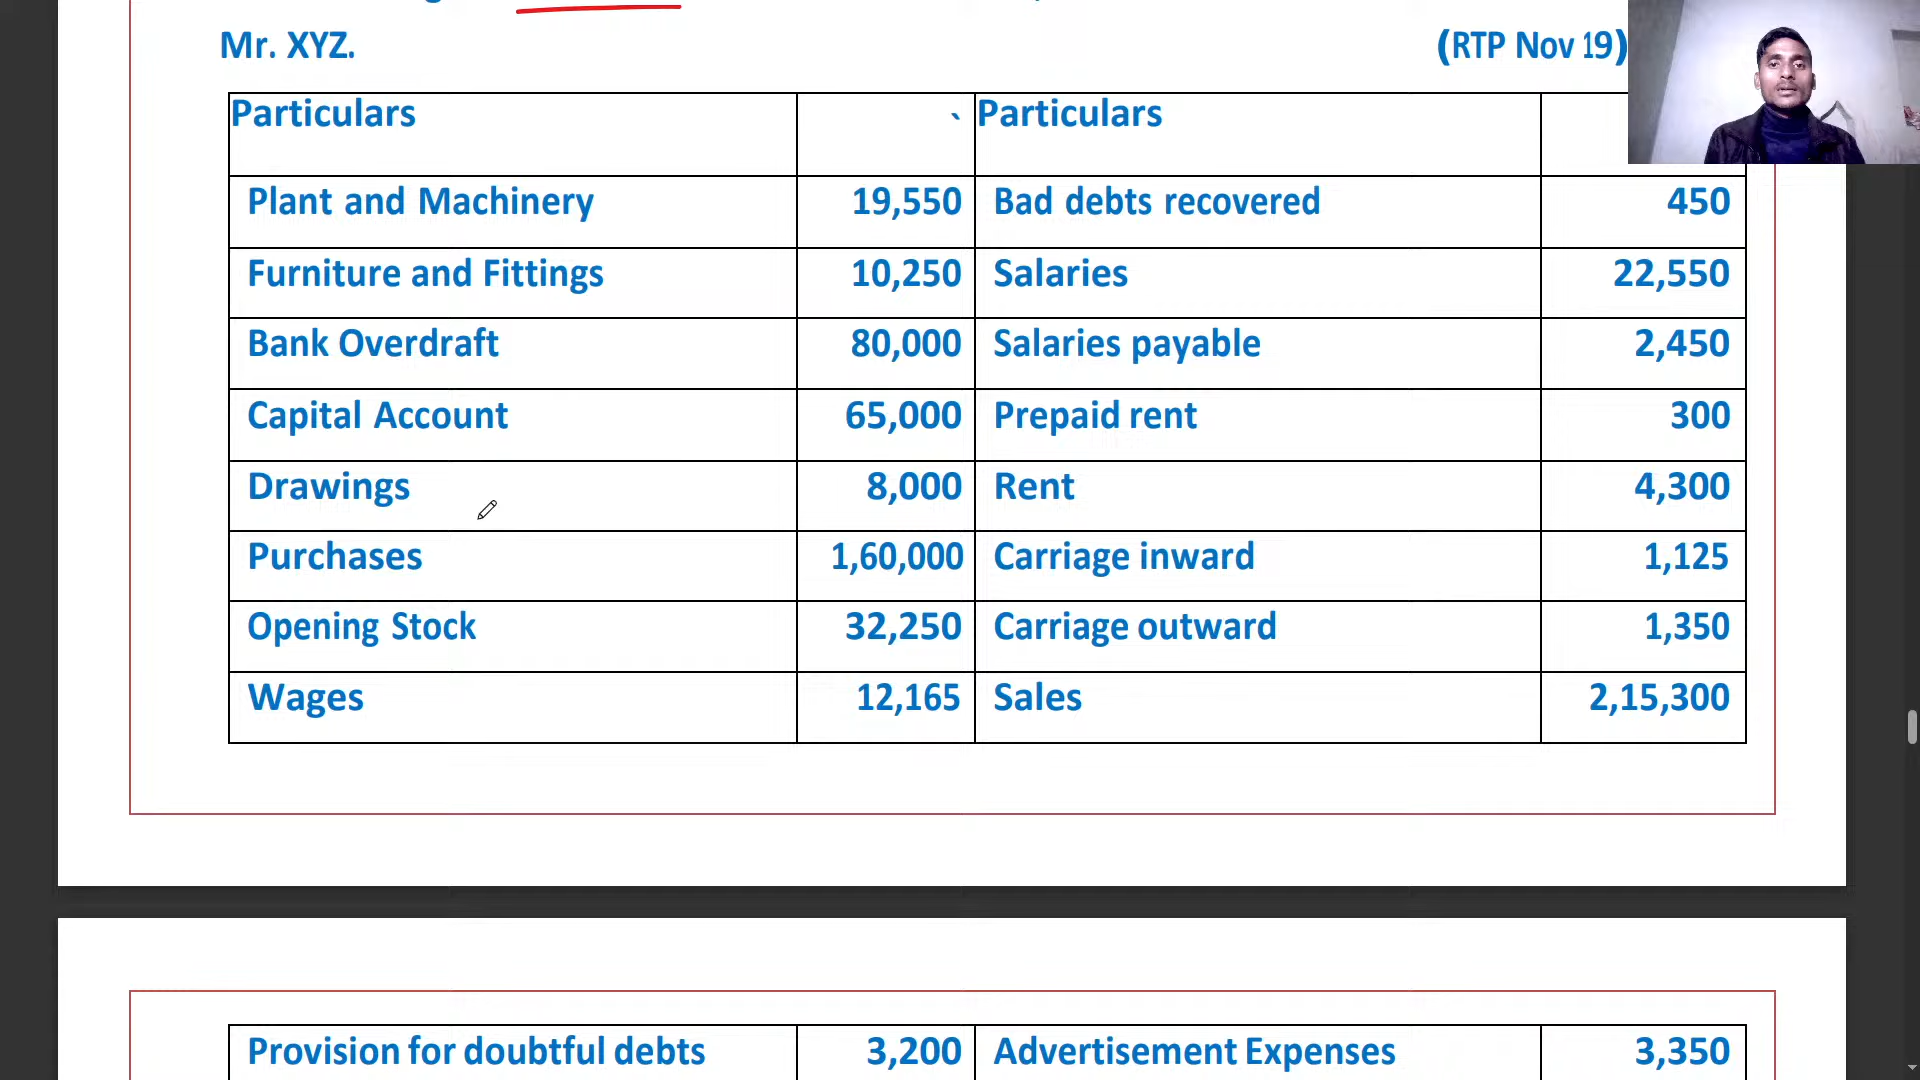 Mr. XYZ. (RTP Nov 19)
Particulars ` Particulars
Plant and Machinery 19,550 Bad debts recovered 450
Furniture and Fittings 10,250 Salaries 22,550
Bank Overdraft 80,000 Salaries payable 2,450
Capital Account 65,000 Prepaid rent 300
Drawings 8,000 Rent 4,300
Purchases 1,60,000 Carriage inward 1,125
Opening Stock 32,250 Carriage outward 1,350
Wages 12,165 Sales 2,15,300
Provision for doubtful debts 3,200 Advertisement Expenses 3,350